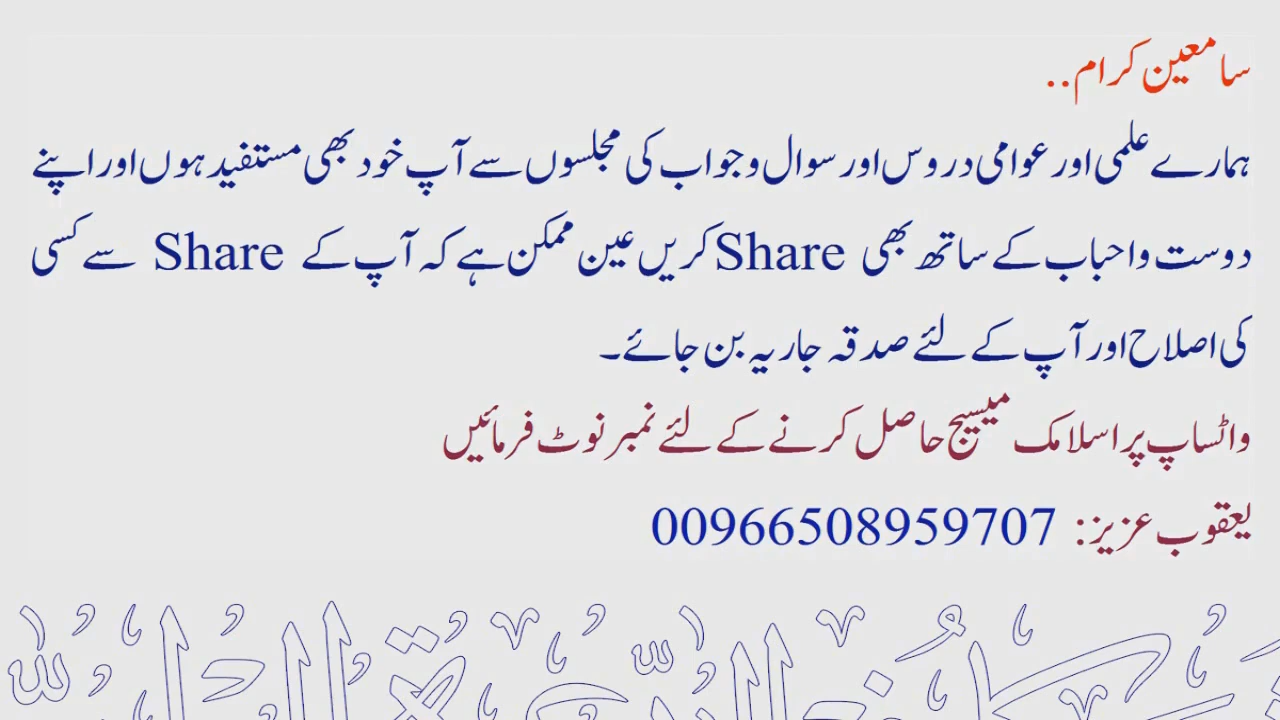 سامعین کرام..
ہمارے علمی اور عوامی دروس اور سوال و جواب کی مجلسوں سے آپ خود بھی مستفید ہوں اور اپنے
دوست و احباب کے ساتھ بھی Share کریں عین ممکن ہے کہ آپ کے Share سے کسی
کی اصلاح اور آپ کے لئے صدقہ جاریہ بن جائے۔
واٹساپ پر اسلامک میسیج حاصل کرنے کے لئے نمبر نوٹ فرمائیں
یعقوب عزیز: 00966508959707